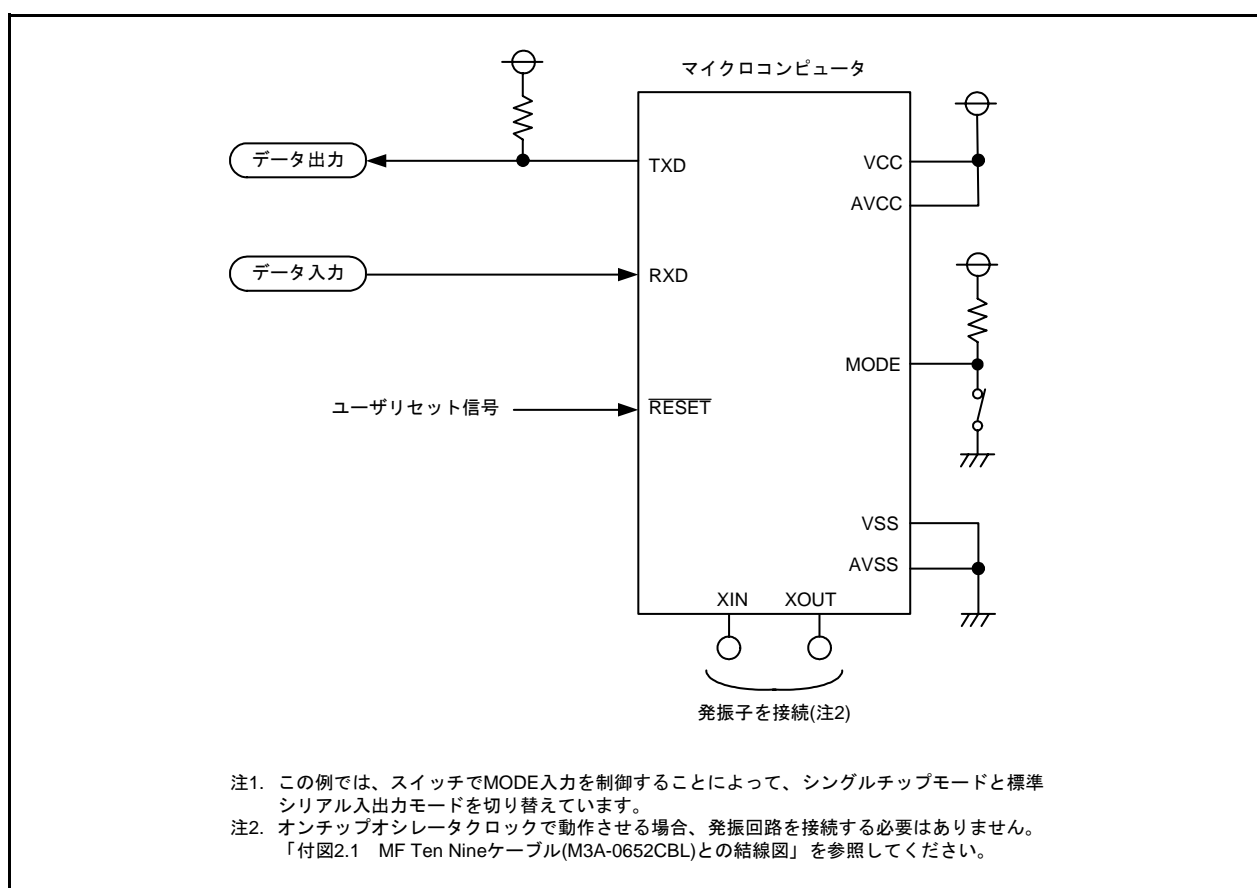 マイクロコンピュータ
データ出力
TXD
VCC
AVCC
データ入力
RXD
MODE
ユーザリセット信号
RESET
VSS
AVSS
XIN XOUT
発振子を接続(注2)
注1. この例では、スイッチでMODE入力を制御することによって、シングルチップモードと標準
シリアル入出力モードを切り替えています。
注2. オンチップオシレータクロックで動作させる場合、発振回路を接続する必要はありません。
「付図2.1 MF Ten Nineケーブル(M3A-0652CBL)との結線図」を参照してください。